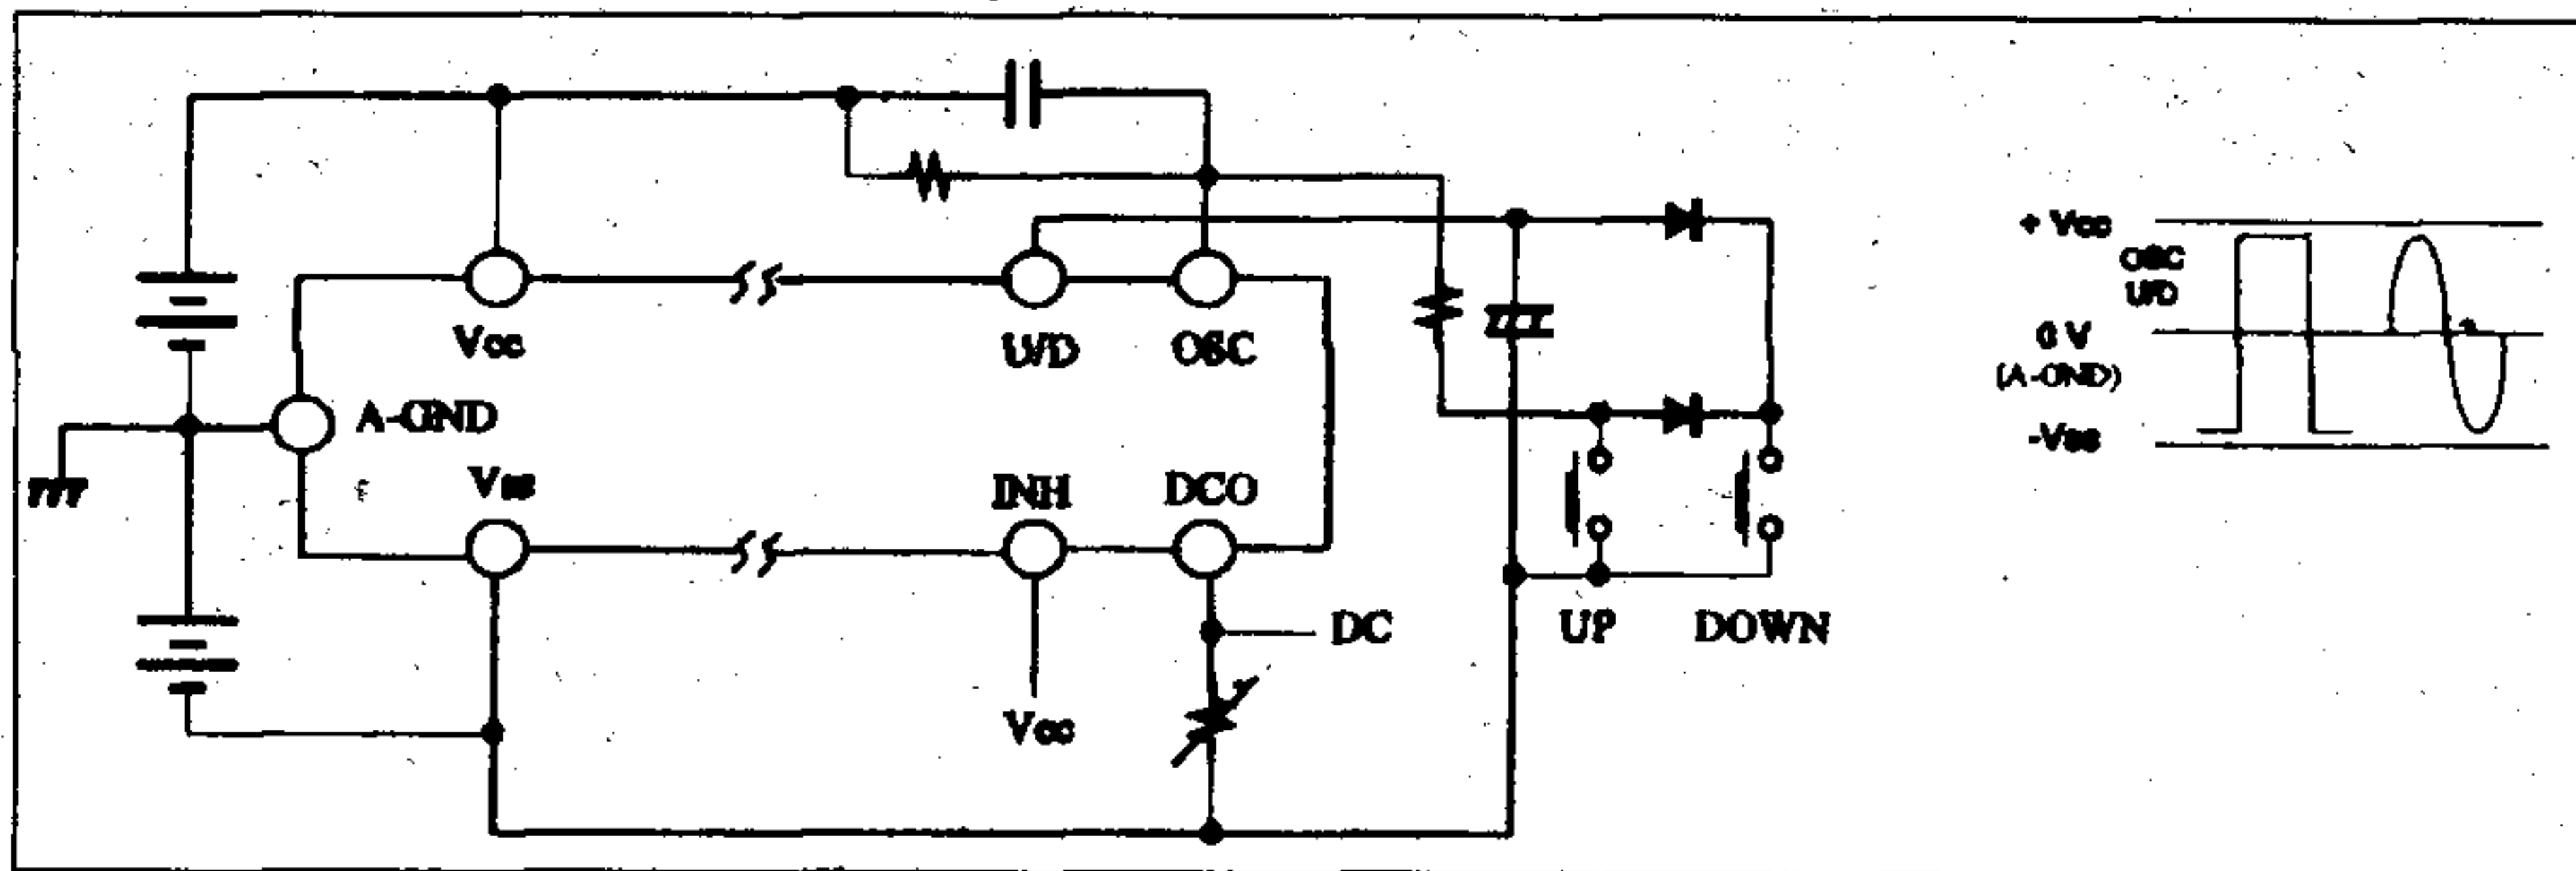 + Vcc
OSC
U/D
0 V
(A-GND)
-Vss
Vcc
U/D
OSC
A-GND
Vss
INH
DCO
DC
Vcc
UP
DOWN